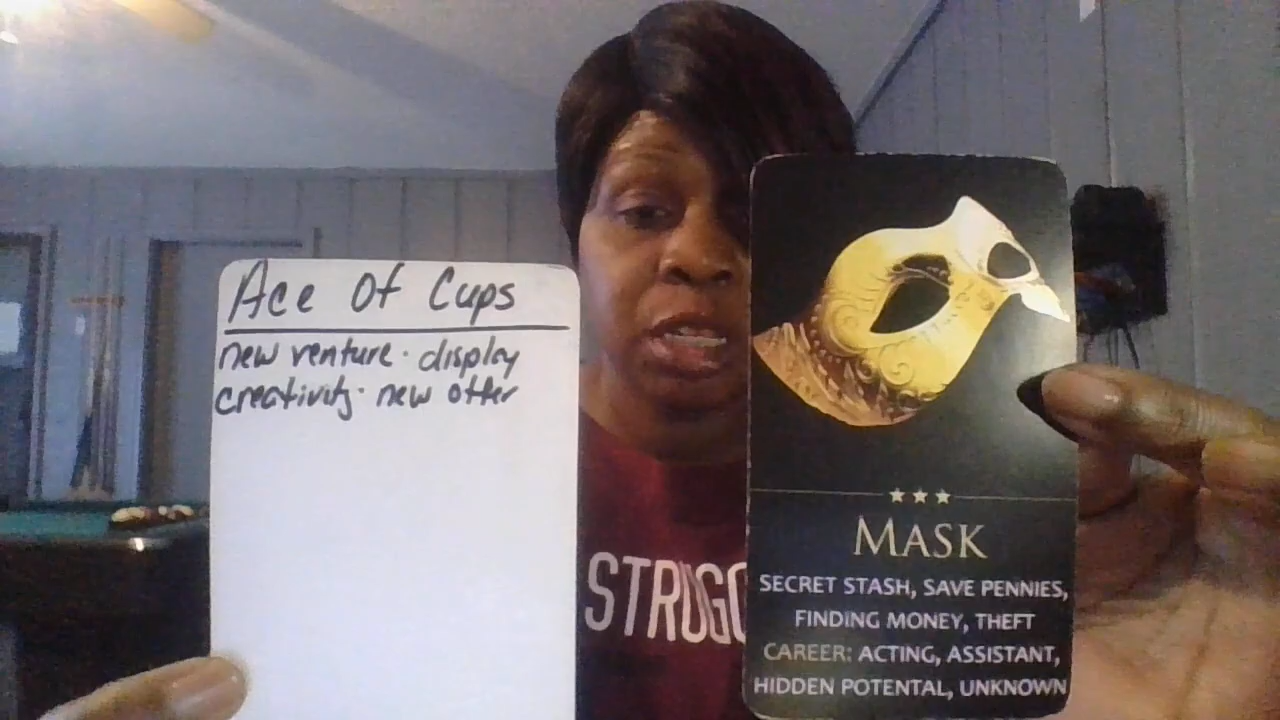 Ace Of Cups
new venture · display
creativity · new offer
STRUGG
★★★
MASK
SECRET STASH, SAVE PENNIES,
FINDING MONEY, THEFT
CAREER: ACTING, ASSISTANT,
HIDDEN POTENTAL, UNKNOWN